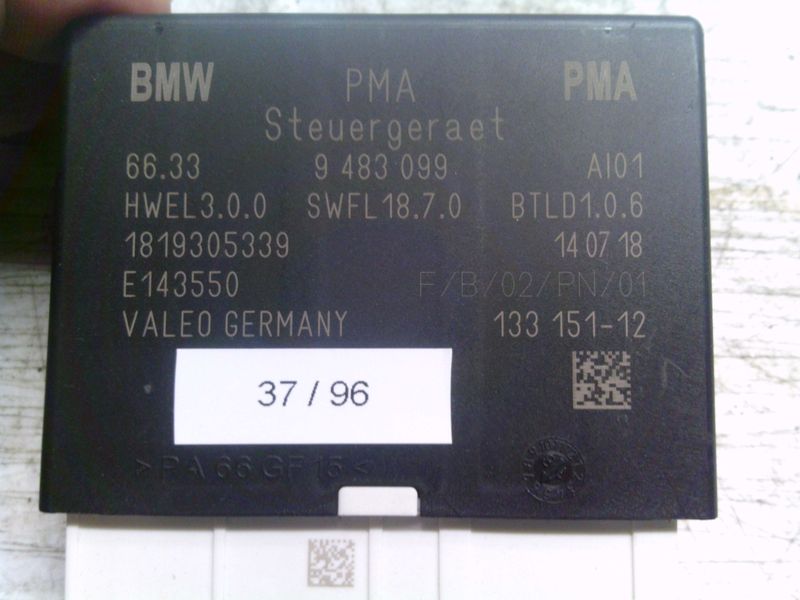 BMW PMA PMA
Steuergeraet
66.33 9 483 099 AI01
HWEL3.0.0 SWFL18.7.0 BTLD1.0.6
1819305339 14 07 18
E143550 F/B/02/PN/01
VALEO GERMANY 133 151-12
37 / 96
>PA 66 GF 15<